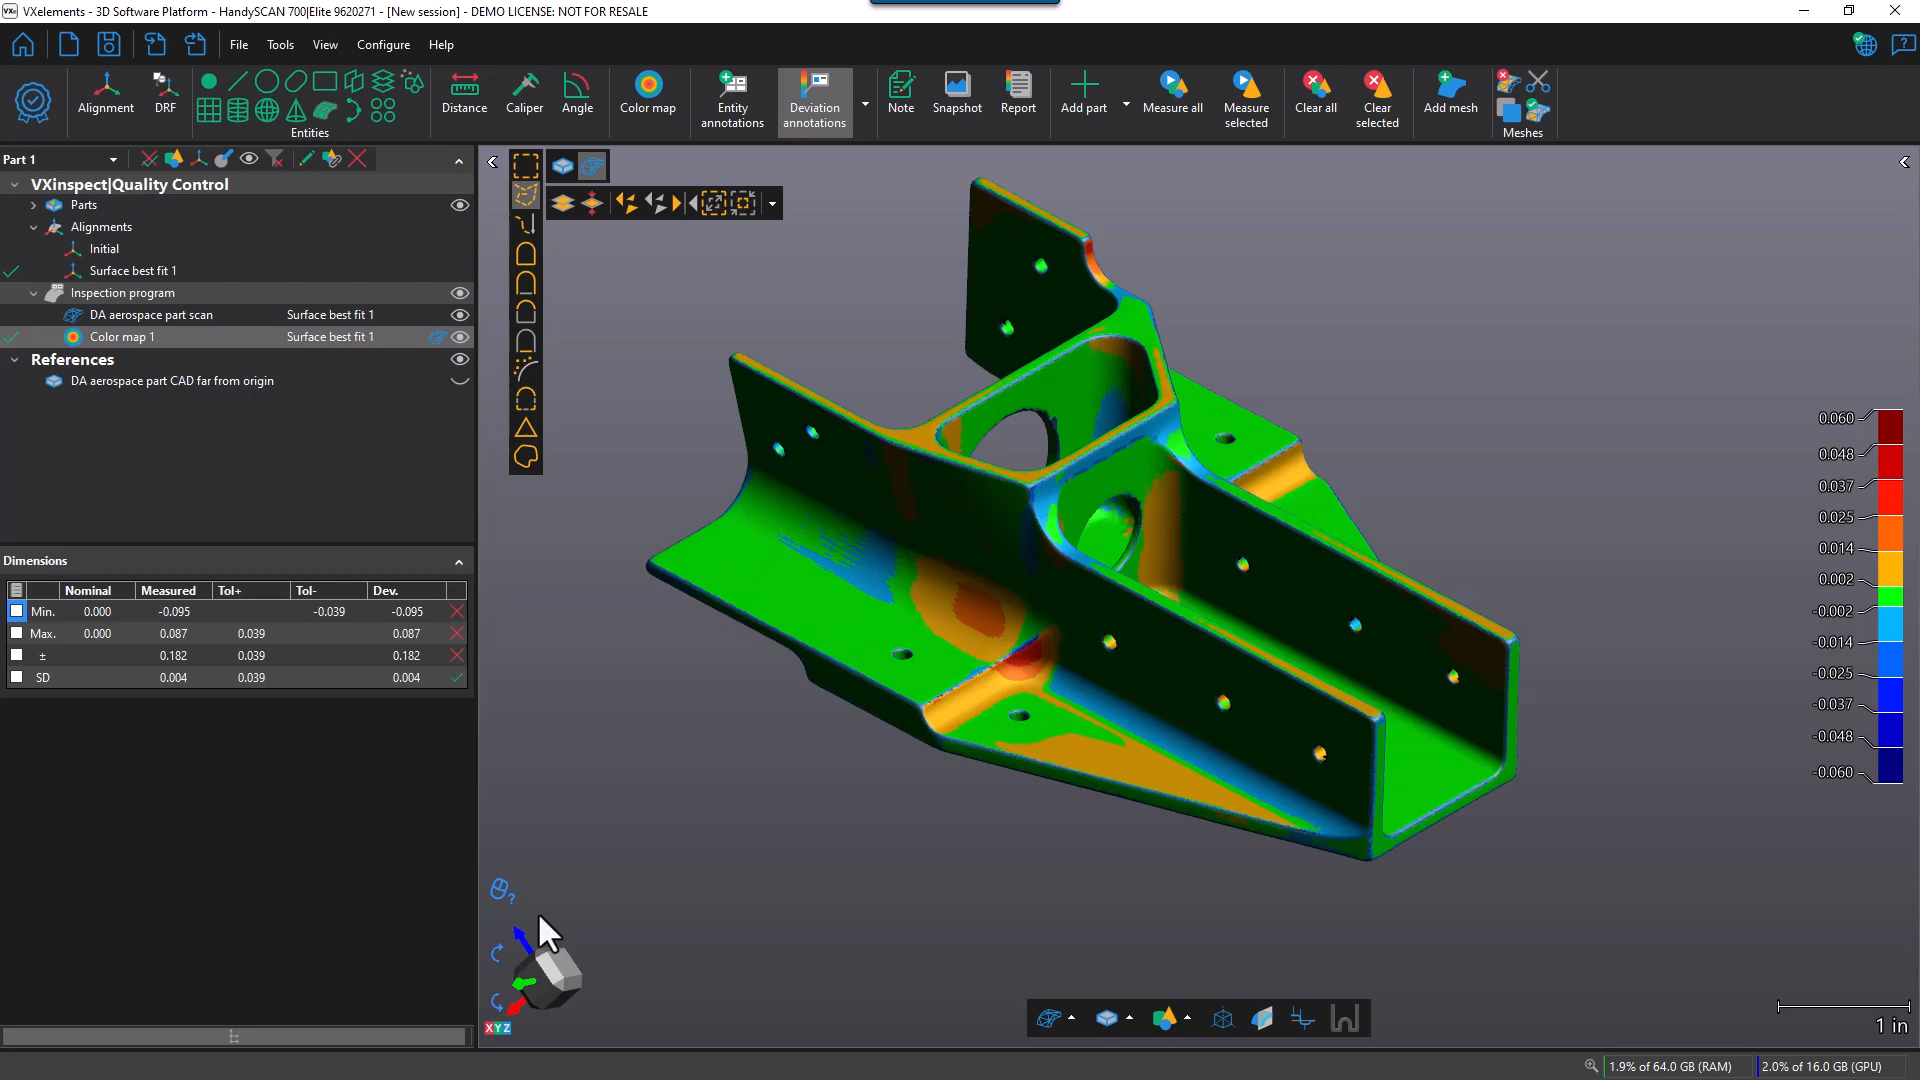 VXelements - 3D Software Platform - HandySCAN 700|Elite 9620271 - [New session] - DEMO LICENSE: NOT FOR RESALE
File Tools View Configure Help
Alignment DRF Entities Distance Caliper Angle Color map Entity annotations Deviation annotations Note Snapshot Report Add part Measure all Measure selected Clear all Clear selected Add mesh Meshes
Part 1
VXinspect|Quality Control
Parts
Alignments
Initial
Surface best fit 1
Inspection program
DA aerospace part scan Surface best fit 1
Color map 1 Surface best fit 1
References
DA aerospace part CAD far from origin
Dimensions
Nominal Measured Tol+ Tol- Dev.
Min. 0.000 -0.095 -0.039 -0.095
Max. 0.000 0.087 0.039 0.087
± 0.182 0.039 0.182
SD 0.004 0.039 0.004
0.060
0.048
0.037
0.025
0.014
0.002
-0.002
-0.014
-0.025
-0.037
-0.048
-0.060
XYZ
1 in
1.9% of 64.0 GB (RAM) 2.0% of 16.0 GB (GPU)